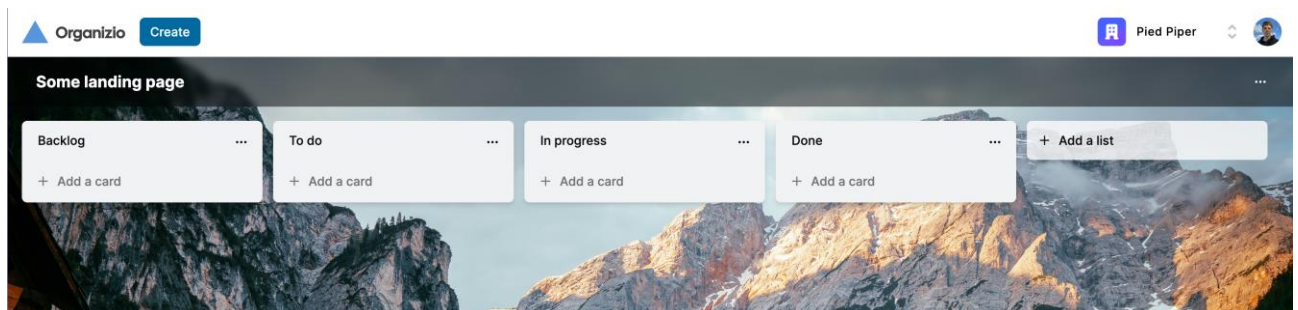 Organizio
Create
Pied Piper
Some landing page
...
Backlog
...
To do
...
In progress
...
Done
...
+ Add a list
+ Add a card
+ Add a card
+ Add a card
+ Add a card